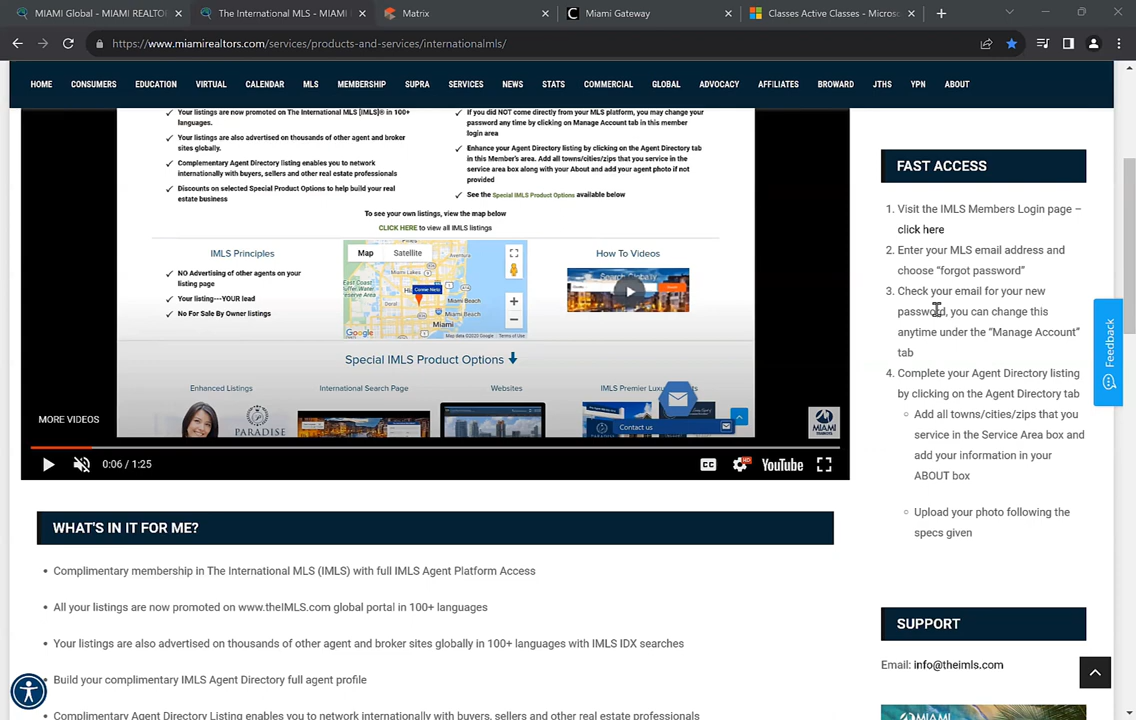 MIAMI Global - MIAMI REALTO
The International MLS - MIAMI
Matrix
Miami Gateway
Classes Active Classes - Micros
https://www.miamirealtors.com/services/products-and-services/internationalmls/
HOME CONSUMERS EDUCATION VIRTUAL CALENDAR MLS MEMBERSHIP SUPRA SERVICES NEWS STATS COMMERCIAL GLOBAL ADVOCACY AFFILIATES BROWARD JTHS YPN ABOUT
Your listings are now promoted on The International MLS [IMLS]® in 100+
languages.
Your listings are also advertised on thousands of other agent and broker
sites globally.
Complementary Agent Directory listing enables you to network
internationally with buyers, sellers and other real estate professionals
Discounts on selected Special Product Options to help build your real
estate business
If you did NOT come directly from your MLS platform, you may change your
password any time by clicking on Manage Account tab in this member
login area
Enhance your Agent Directory listing by clicking on the Agent Directory tab
in this Member's area. Add all towns/cities/zips that you service in the
service area box along with your About and add your agent photo if not
provided
See the Special IMLS Product Options available below
To see your own listings, view the map below
CLICK HERE to view all IMLS listings
IMLS Principles
NO Advertising of other agents on your
listing page
Your listing---YOUR lead
No For Sale By Owner listings
Map Satellite
Miami Lakes
Doral
Miami Beach
Miami
Google
Map data ©2020 Google
Terms of Use
How To Videos
Special IMLS Product Options
Enhanced Listings
International Search Page
Websites
IMLS Premier Luxu
PARADISE
Contact us
MIAMI
MORE VIDEOS
0:06 / 1:25
CC
HD
YouTube
FAST ACCESS
1. Visit the IMLS Members Login page –
click here
2. Enter your MLS email address and
choose “forgot password”
3. Check your email for your new
password, you can change this
anytime under the “Manage Account”
tab
4. Complete your Agent Directory listing
by clicking on the Agent Directory tab
Add all towns/cities/zips that you
service in the Service Area box and
add your information in your
ABOUT box
Upload your photo following the
specs given
Feedback
SUPPORT
Email: info@theimls.com
WHAT'S IN IT FOR ME?
Complimentary membership in The International MLS (IMLS) with full IMLS Agent Platform Access
All your listings are now promoted on www.theIMLS.com global portal in 100+ languages
Your listings are also advertised on thousands of other agent and broker sites globally in 100+ languages with IMLS IDX searches
Build your complimentary IMLS Agent Directory full agent profile
Complimentary Agent Directory Listing enables you to network internationally with buyers, sellers and other real estate professionals